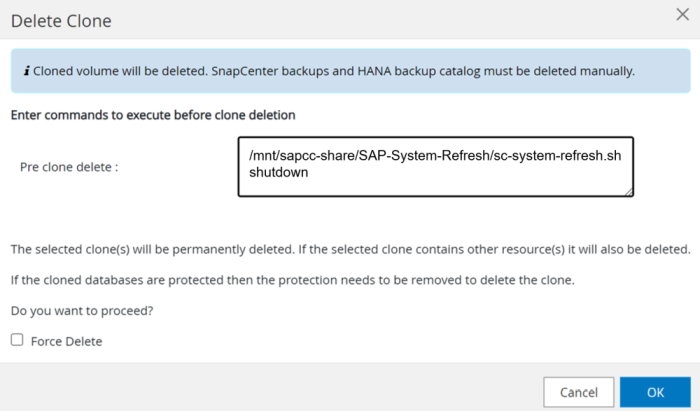 Delete Clone
i Cloned volume will be deleted. SnapCenter backups and HANA backup catalog must be deleted manually.
Enter commands to execute before clone deletion
Pre clone delete :
/mnt/sapcc-share/SAP-System-Refresh/sc-system-refresh.sh
shutdown
The selected clone(s) will be permanently deleted. If the selected clone contains other resource(s) it will also be deleted.
If the cloned databases are protected then the protection needs to be removed to delete the clone.
Do you want to proceed?
Force Delete
Cancel
OK